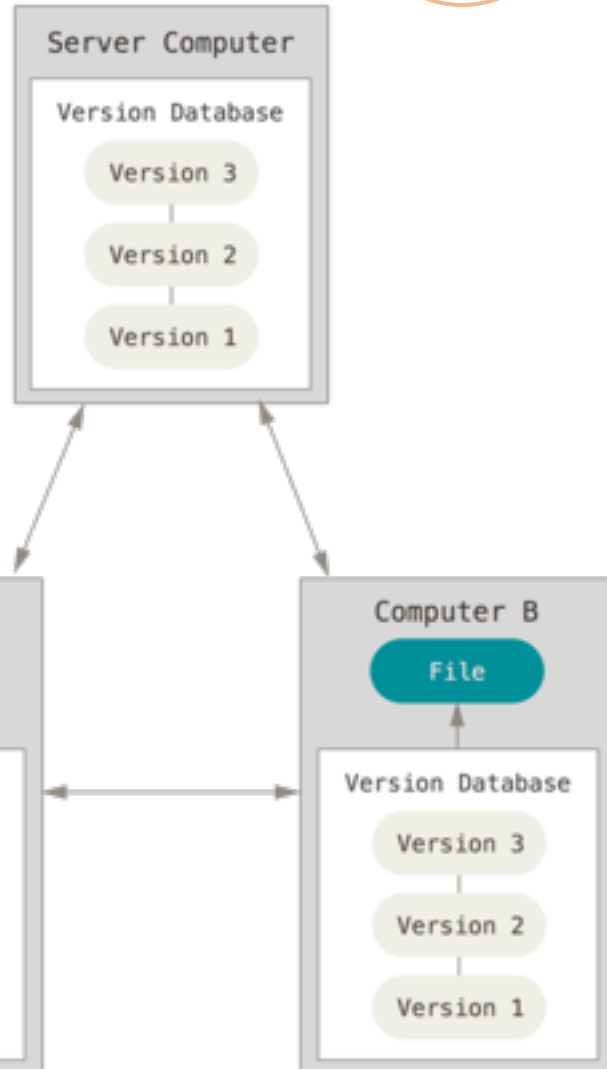 Server Computer
Version Database
Version 3
Version 2
Version 1
Computer B
File
Version Database
Version 3
Version 2
Version 1